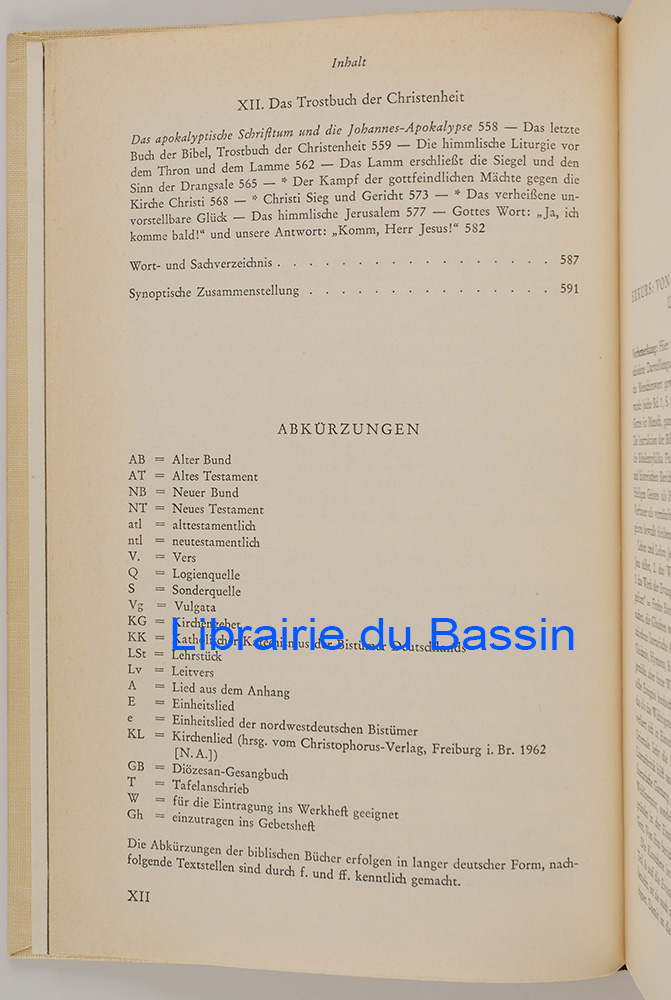 Inhalt
XII. Das Trostbuch der Christenheit
Das apokalyptische Schrifttum und die Johannes-Apokalypse 558 — Das letzte
Buch der Bibel, Trostbuch der Christenheit 559 — Die himmlische Liturgie vor
dem Thron und dem Lamme 562 — Das Lamm erschließt die Siegel und den
Sinn der Drangsale 565 — * Der Kampf der gottfeindlichen Mächte gegen die
Kirche Christi 568 — * Christi Sieg und Gericht 573 — * Das verheißene un-
vorstellbare Glück — Das himmlische Jerusalem 577 — Gottes Wort: „Ja, ich
komme bald!“ und unsere Antwort: „Komm, Herr Jesus!“ 582
Wort- und Sachverzeichnis . . . . . . . . . . . . . . . . 587
Synoptische Zusammenstellung . . . . . . . . . . . . . . 591
ABKÜRZUNGEN
AB = Alter Bund
AT = Altes Testament
NB = Neuer Bund
NT = Neues Testament
atl = alttestamentlich
ntl = neutestamentlich
V. = Vers
Q = Logienquelle
S = Sonderquelle
Vg = Vulgata
KG = Kirchengebet
KK = Katholischer Katechismus der Bistümer Deutschlands
Librairie du Bassin
LSt = Lehrstück
Lv = Leitvers
A = Lied aus dem Anhang
E = Einheitslied
e = Einheitslied der nordwestdeutschen Bistümer
KL = Kirchenlied (hrsg. vom Christophorus-Verlag, Freiburg i. Br. 1962
[N. A.])
GB = Diözesan-Gesangbuch
T = Tafelanschrieb
W = für die Eintragung ins Werkheft geeignet
Gh = einzutragen ins Gebetsheft
Die Abkürzungen der biblischen Bücher erfolgen in langer deutscher Form, nach-
folgende Textstellen sind durch f. und ff. kenntlich gemacht.
XII
EXKURS: VON
Vorbemerkung: Hier